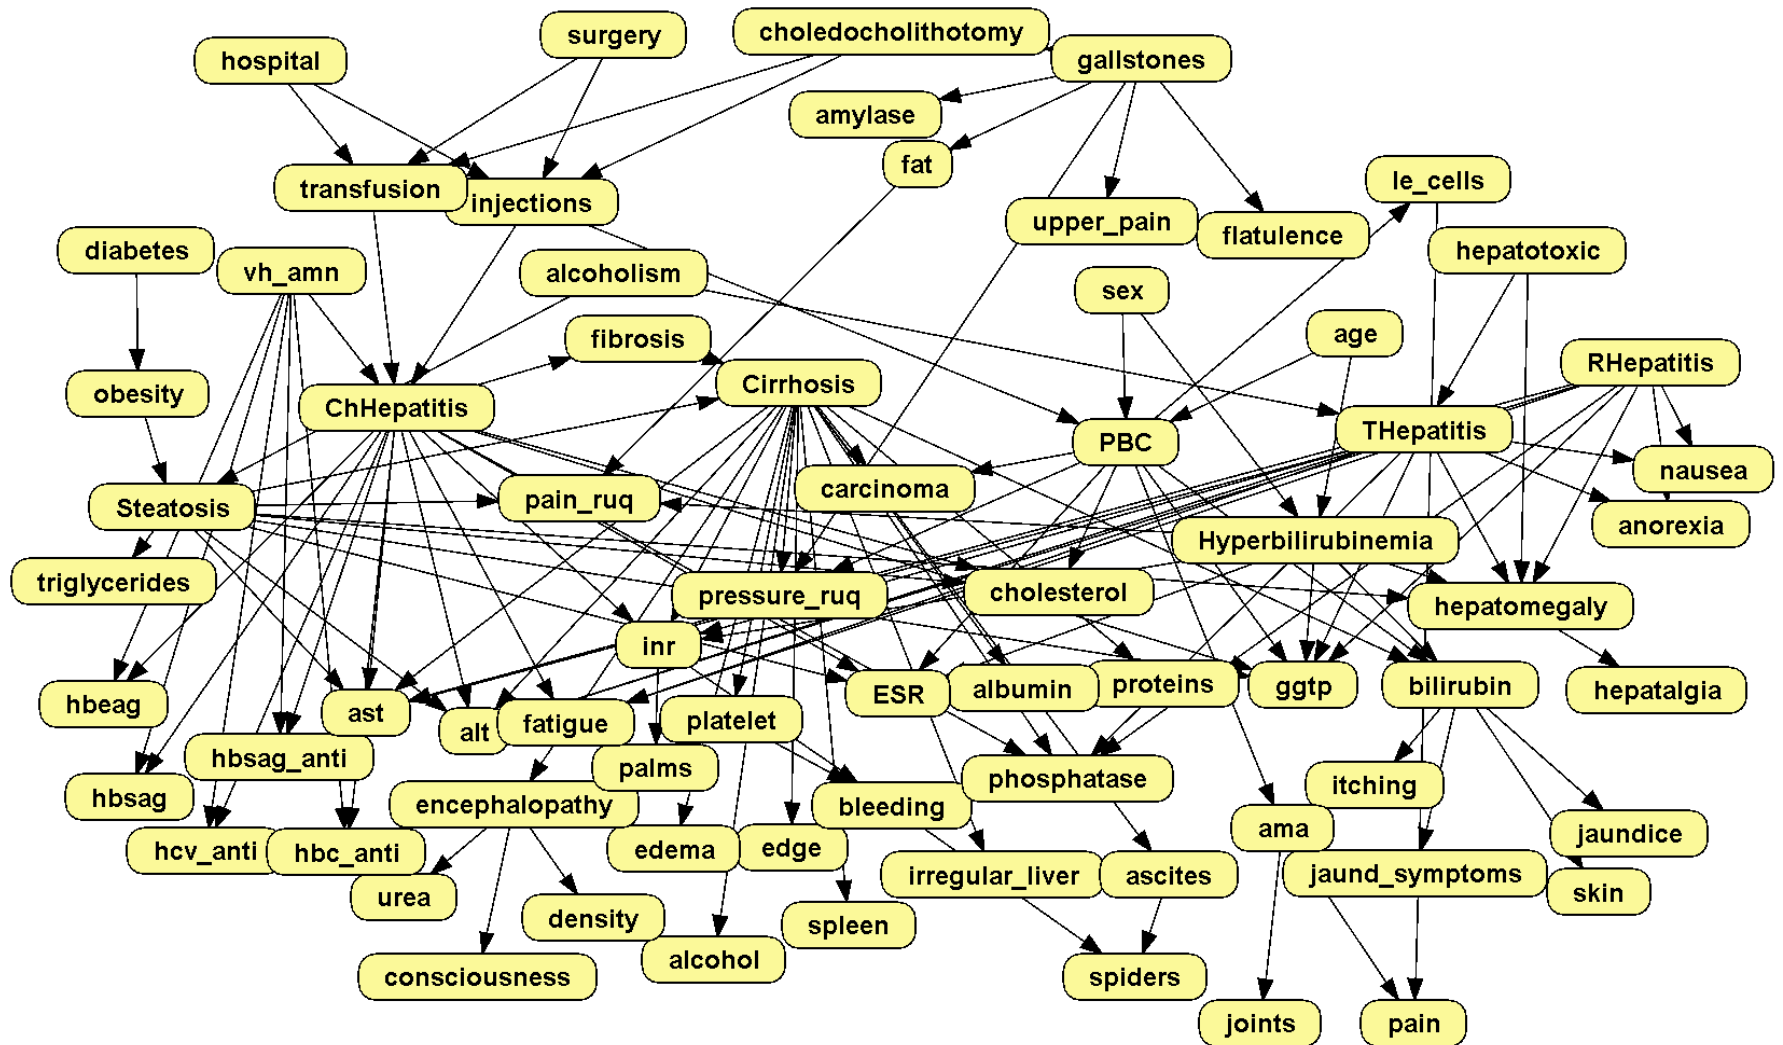 choledocholithotomy
surgery
hospital
gallstones
amylase
fat
transfusion
injections
le_cells
upper_pain
flatulence
diabetes
vh_amn
alcoholism
hepatotoxic
sex
fibrosis
age
RHepatitis
obesity
ChHepatitis
Cirrhosis
PBC
THepatitis
nausea
Steatosis
pain_ruq
carcinoma
anorexia
Hyperbilirubinemia
triglycerides
pressure_ruq
cholesterol
hepatomegaly
inr
hbeag
ast
alt
fatigue
platelet
ESR
albumin
proteins
ggtp
bilirubin
hepatalgia
hbsag_anti
palms
phosphatase
itching
hbsag
encephalopathy
bleeding
ama
jaundice
hcv_anti
hbc_anti
edema
edge
irregular_liver
ascites
jaund_symptoms
urea
skin
density
spleen
alcohol
consciousness
spiders
joints
pain